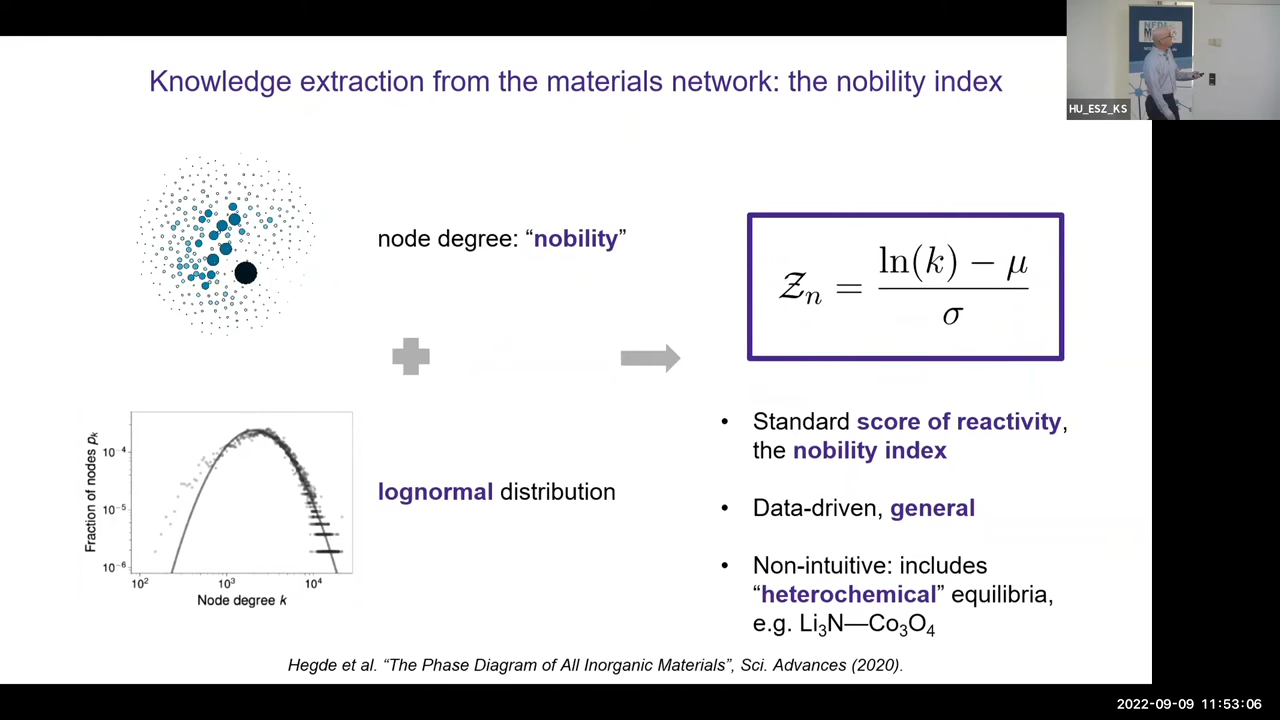 Knowledge extraction from the materials network: the nobility index
HU_ESZ_KS
node degree: “nobility”
Zₙ = (ln(k) − μ) / σ
Fraction of nodes pₖ
10⁻⁴
10⁻⁵
10⁻⁶
10² 10³ 10⁴
Node degree k
lognormal distribution
• Standard score of reactivity,
the nobility index
• Data-driven, general
• Non-intuitive: includes
“heterochemical” equilibria,
e.g. Li₃N—Co₃O₄
Hegde et al. “The Phase Diagram of All Inorganic Materials”, Sci. Advances (2020).
2022-09-09 11:53:06